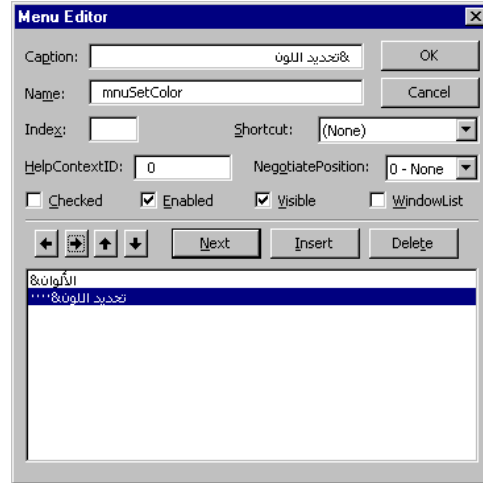 Menu Editor
Caption: &تحديد اللون OK
Name: mnuSetColor Cancel
Index: Shortcut: (None)
HelpContextID: 0 NegotiatePosition: 0 - None
Checked Enabled Visible WindowList
Next Insert Delete
الألوان&
تحديد اللون&····